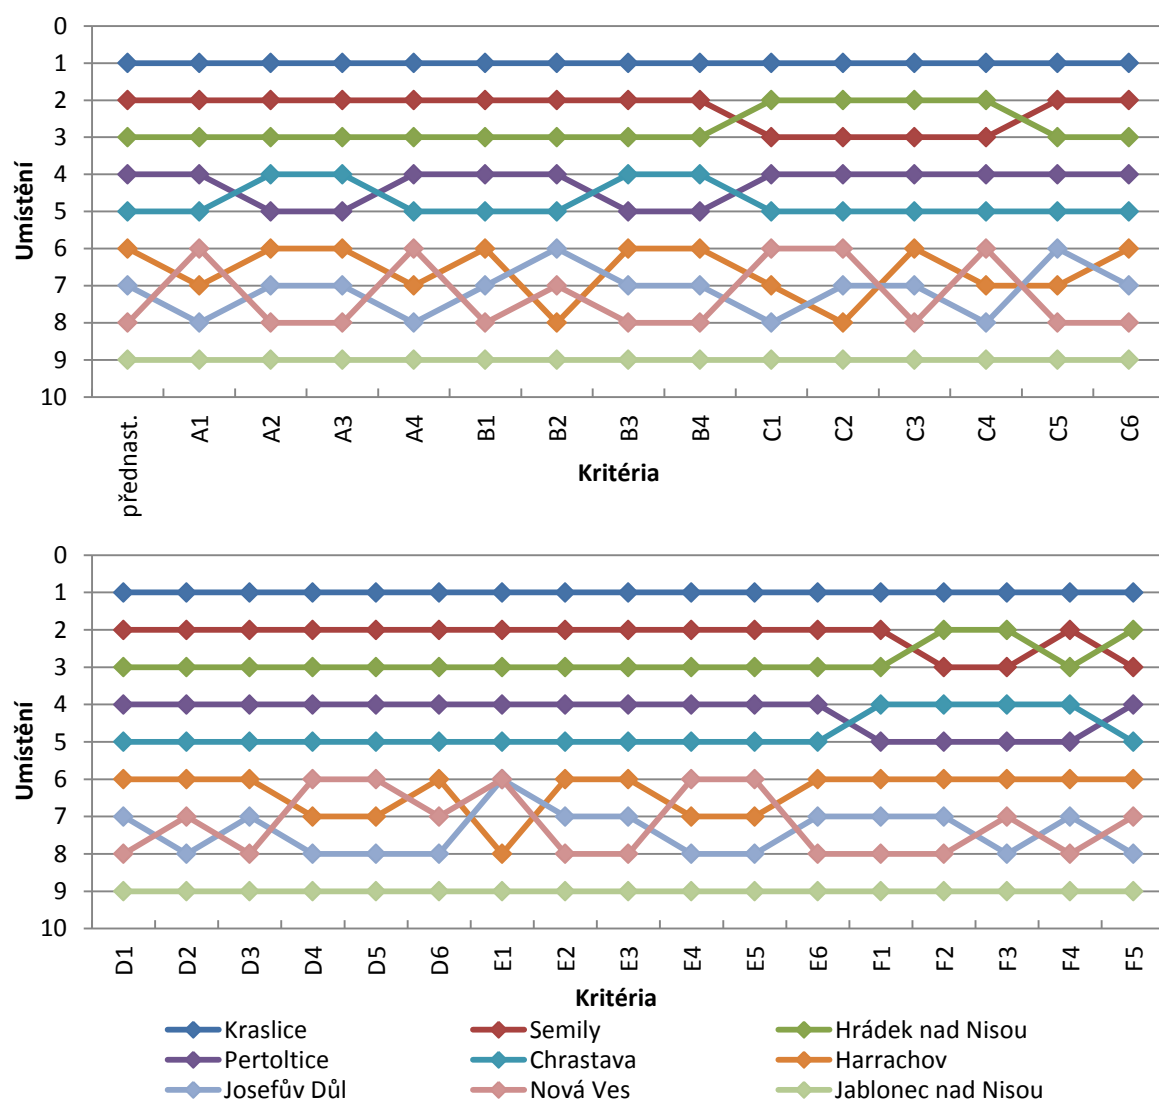 0
1
2
3
4
5
6
7
8
9
10
Umístění
přednast. A1 A2 A3 A4 B1 B2 B3 B4 C1 C2 C3 C4 C5 C6
Kritéria
0
1
2
3
4
5
6
7
8
9
10
Umístění
D1 D2 D3 D4 D5 D6 E1 E2 E3 E4 E5 E6 F1 F2 F3 F4 F5
Kritéria
Kraslice Semily Hrádek nad Nisou
Pertoltice Chrastava Harrachov
Josefův Důl Nová Ves Jablonec nad Nisou